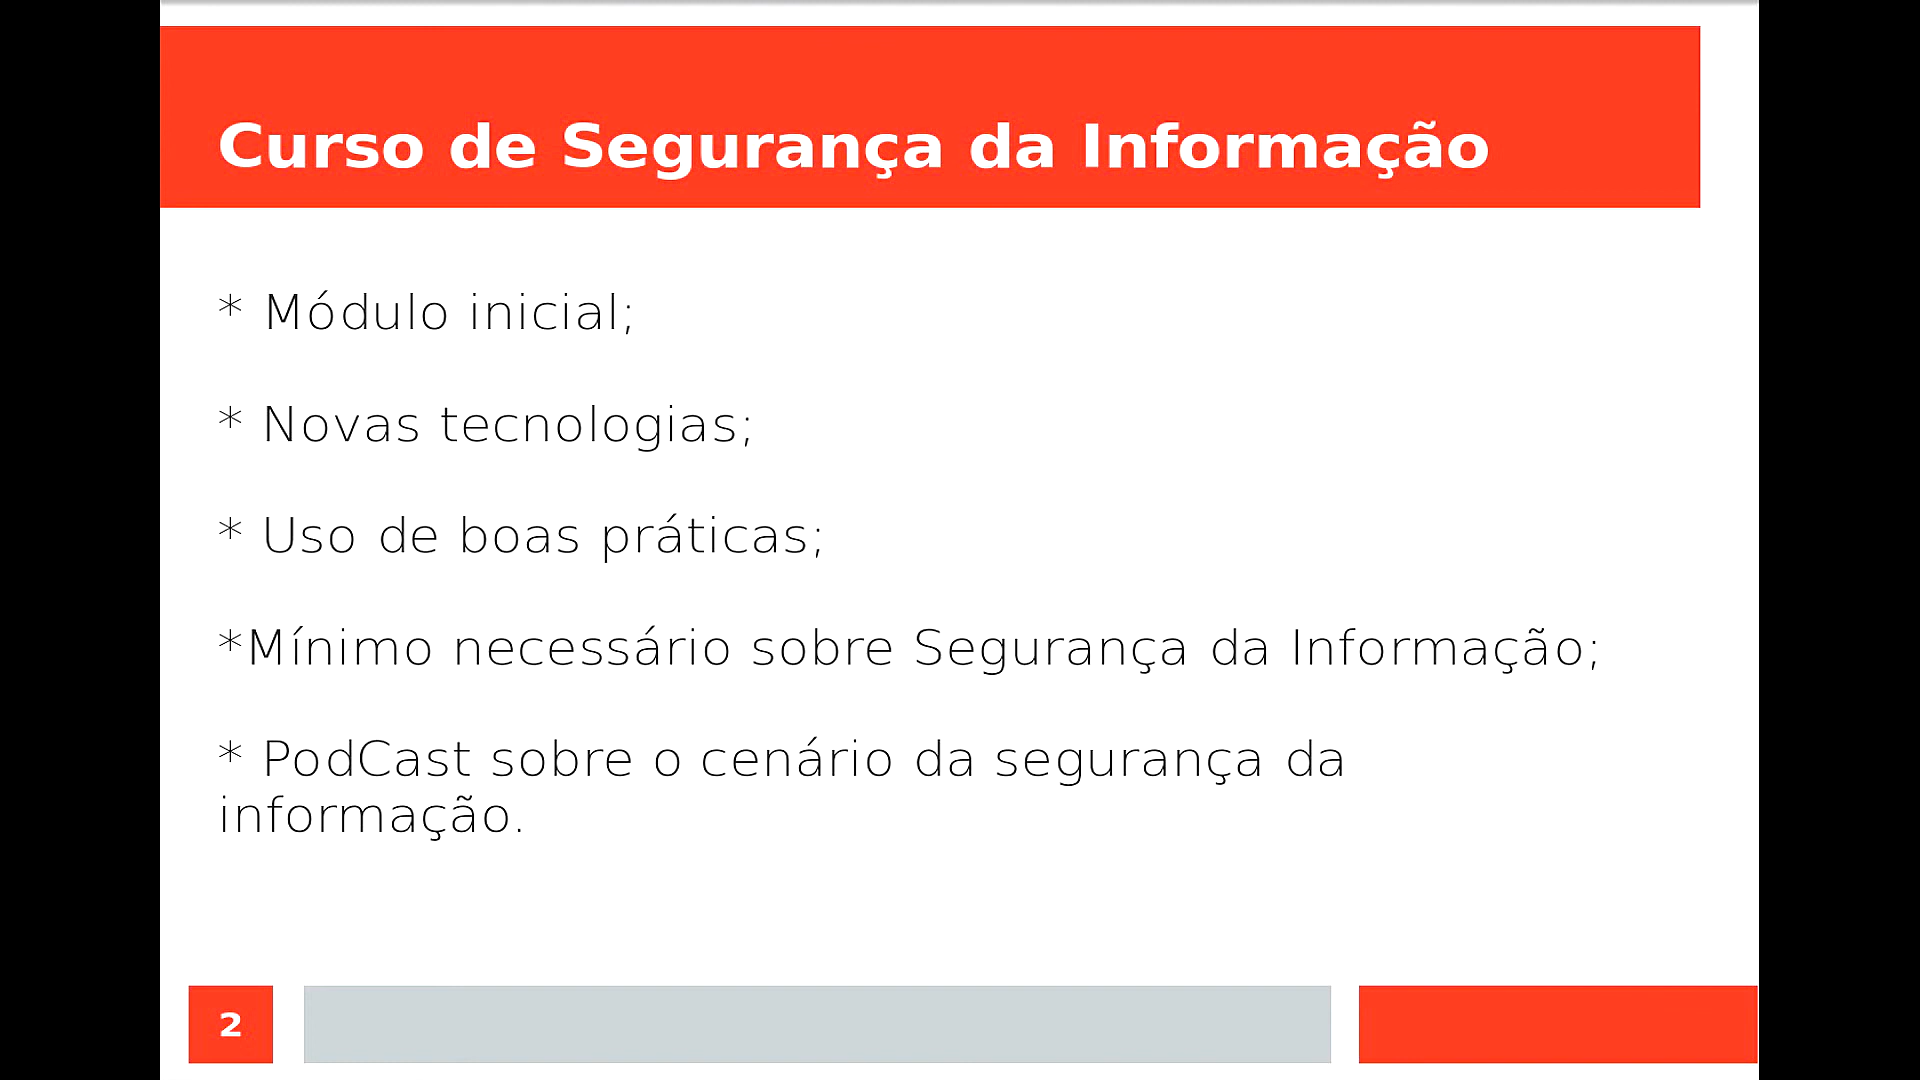 Curso de Segurança da Informação
* Módulo inicial;
* Novas tecnologias;
* Uso de boas práticas;
*Mínimo necessário sobre Segurança da Informação;
* PodCast sobre o cenário da segurança da
informação.
2